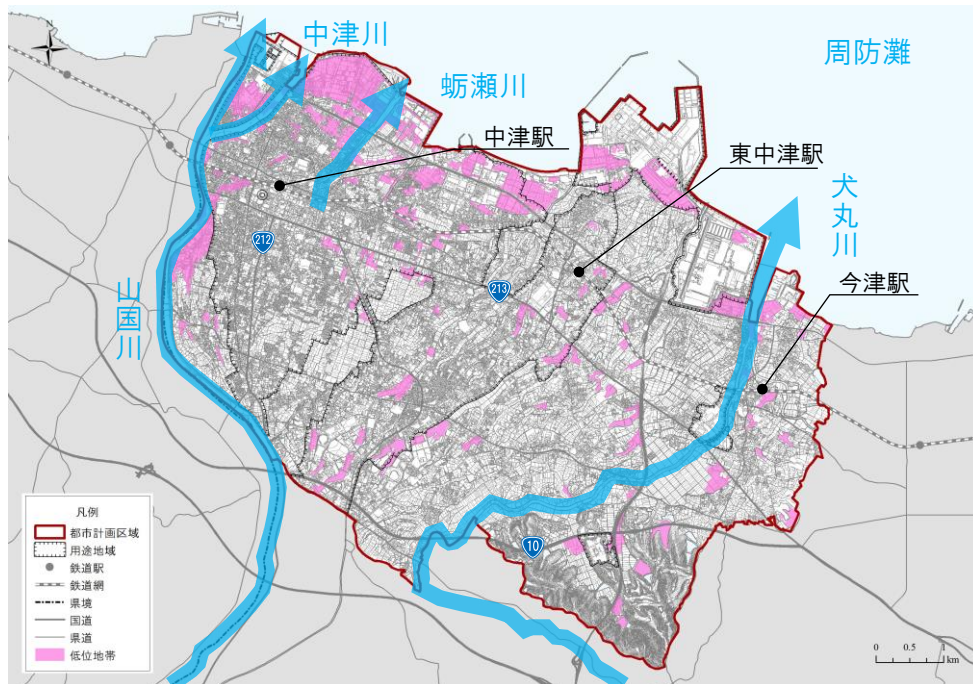 N
中津川
周防灘
蛎瀬川
中津駅
東中津駅
犬丸川
212
213
今津駅
山国川
10
凡例
都市計画区域
用途地域
鉄道駅
鉄道網
県境
国道
県道
低位地帯
0 0.5 1
km